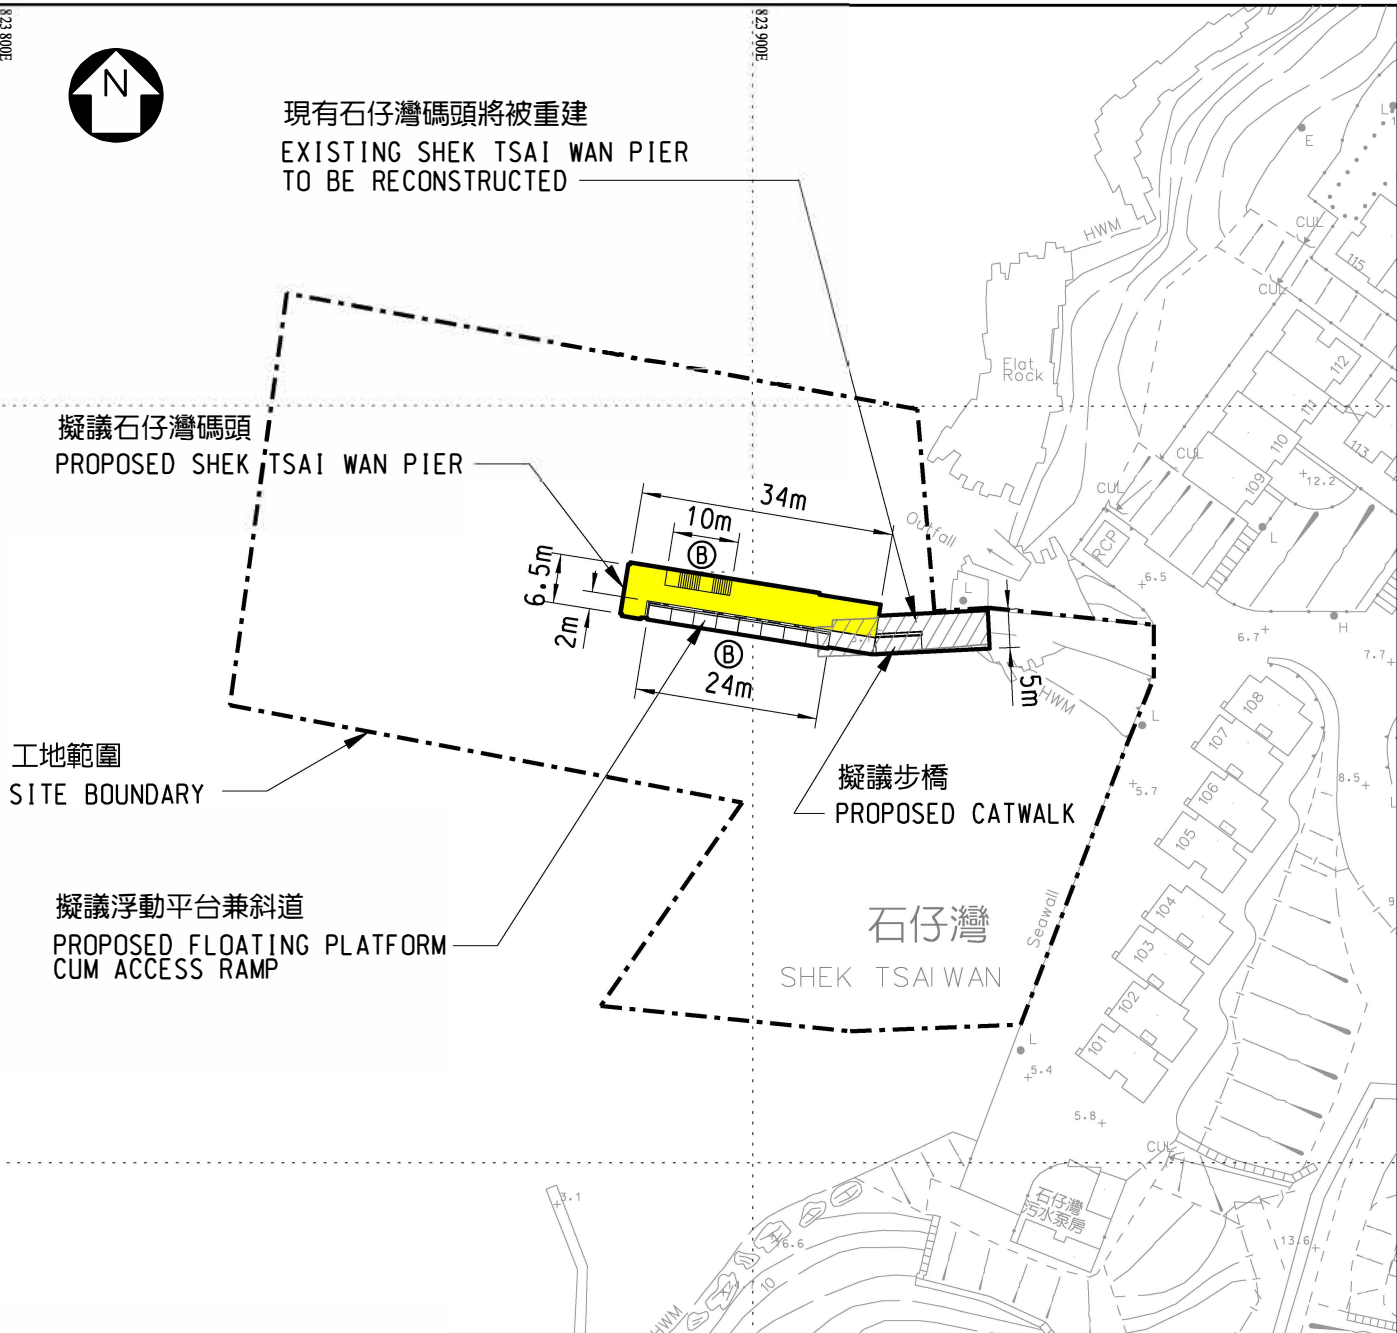 823 800E
823 900E
N
現有石仔灣碼頭將被重建
EXISTING SHEK TSAI WAN PIER
TO BE RECONSTRUCTED
L
E
CUL
HWM
115
CUL
Flat
Rock
112
111
擬議石仔灣碼頭
PROPOSED SHEK TSAI WAN PIER
110
113
CUL
12.2
109
CUL
34m
10m
B
Outfall
L
RCP
6.5m
6.5
L
H
2m
6.7
7.7
B
24m
5m
HWM
108
L
107
工地範圍
SITE BOUNDARY
擬議步橋
PROPOSED CATWALK
5.7
106
8.5
L
105
擬議浮動平台兼斜道
PROPOSED FLOATING PLATFORM
CUM ACCESS RAMP
石仔灣
SHEK TSAI WAN
Seawall
104
9
103
102
101
L
5.4
5.8
CUL
3.1
石仔灣
污水泵房
6.6
13.6
10
HWM